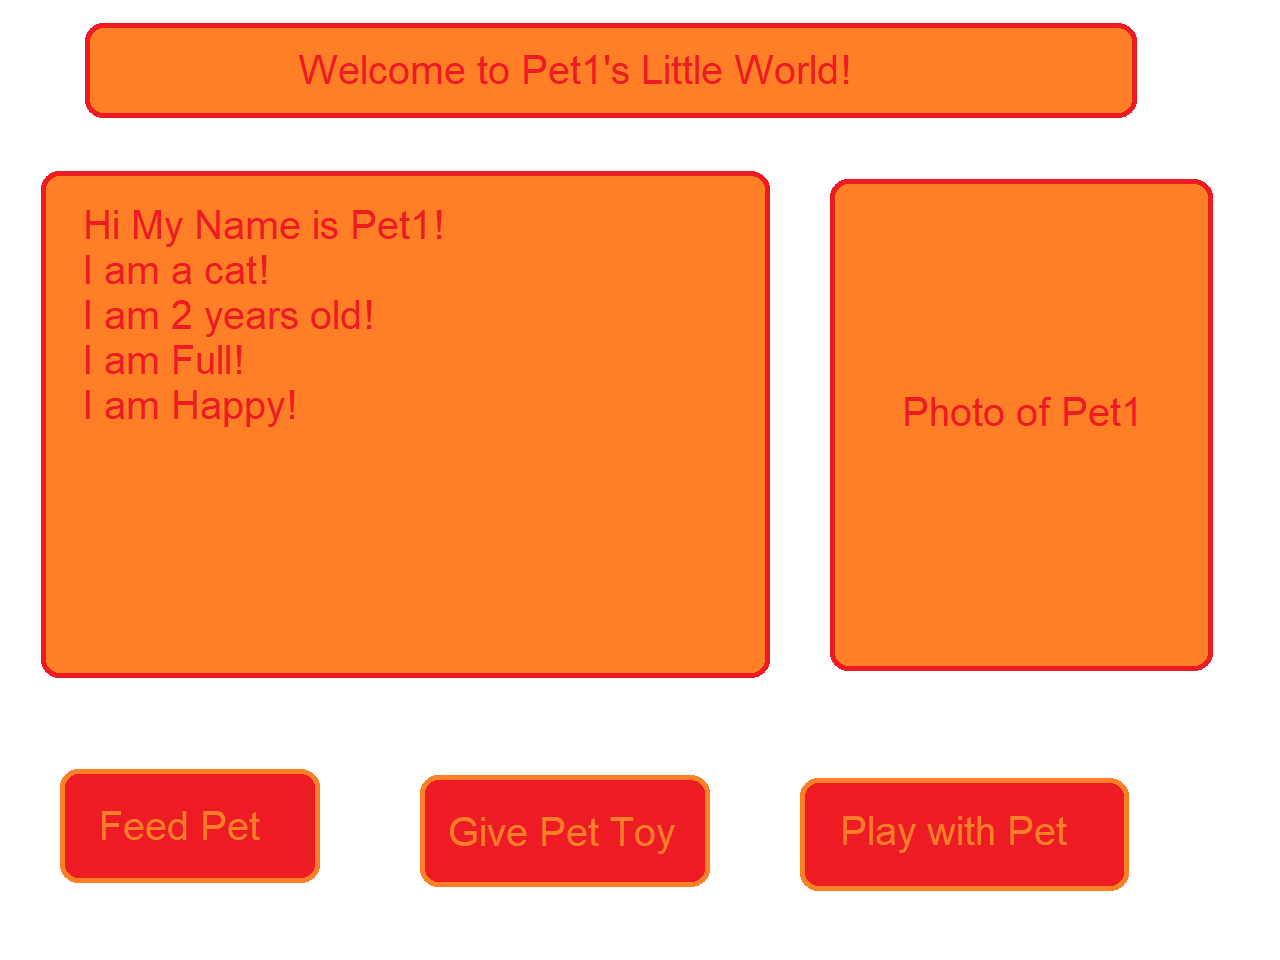 Welcome to Pet1's Little World!
Hi My Name is Pet1!
I am a cat!
I am 2 years old!
I am Full!
I am Happy!
Photo of Pet1
Feed Pet
Give Pet Toy
Play with Pet